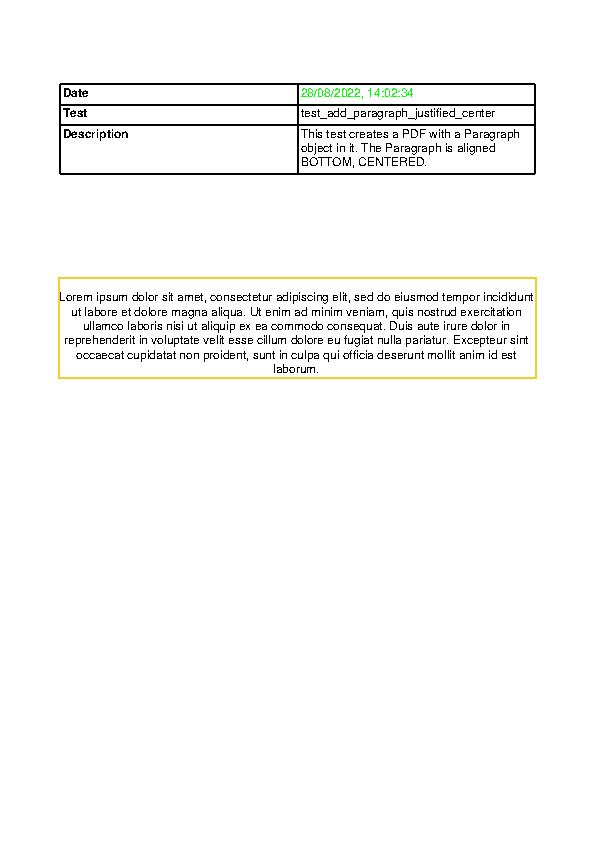 Date 28/08/2022, 14:02:34
Test test_add_paragraph_justified_center
Description This test creates a PDF with a Paragraph
object in it. The Paragraph is aligned
BOTTOM, CENTERED.
Lorem ipsum dolor sit amet, consectetur adipiscing elit, sed do eiusmod tempor incididunt
ut labore et dolore magna aliqua. Ut enim ad minim veniam, quis nostrud exercitation
ullamco laboris nisi ut aliquip ex ea commodo consequat. Duis aute irure dolor in
reprehenderit in voluptate velit esse cillum dolore eu fugiat nulla pariatur. Excepteur sint
occaecat cupidatat non proident, sunt in culpa qui officia deserunt mollit anim id est
laborum.